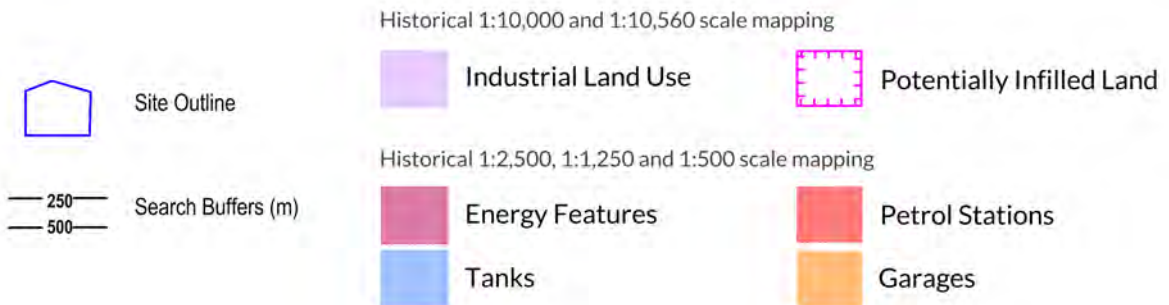 Historical 1:10,000 and 1:10,560 scale mapping
Industrial Land Use
Potentially Infilled Land
Site Outline
Historical 1:2,500, 1:1,250 and 1:500 scale mapping
250
500
Search Buffers (m)
Energy Features
Petrol Stations
Tanks
Garages